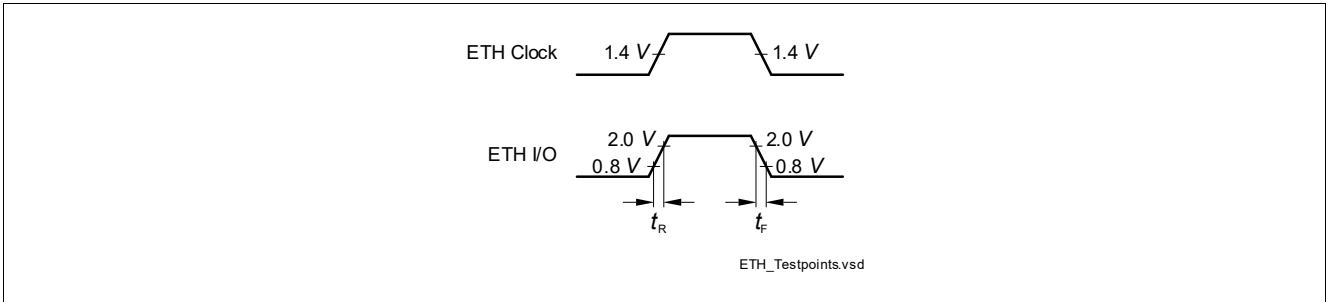 ETH Clock 1.4 V 1.4 V
2.0 V 2.0 V
ETH I/O
0.8 V 0.8 V
tR tF
ETH_Testpoints.vsd